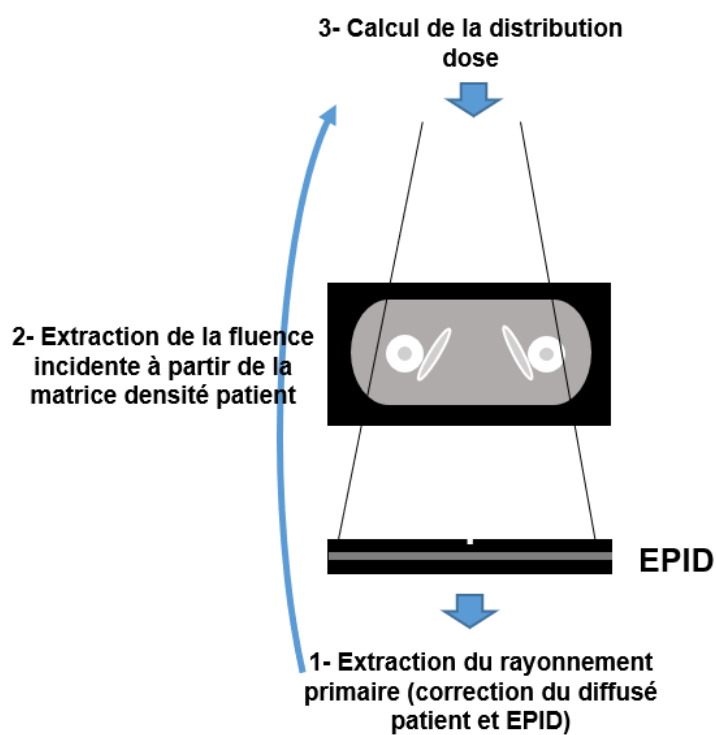 3- Calcul de la distribution
dose
2- Extraction de la fluence
incidente à partir de la
matrice densité patient
EPID
1- Extraction du rayonnement
primaire (correction du diffusé
patient et EPID)